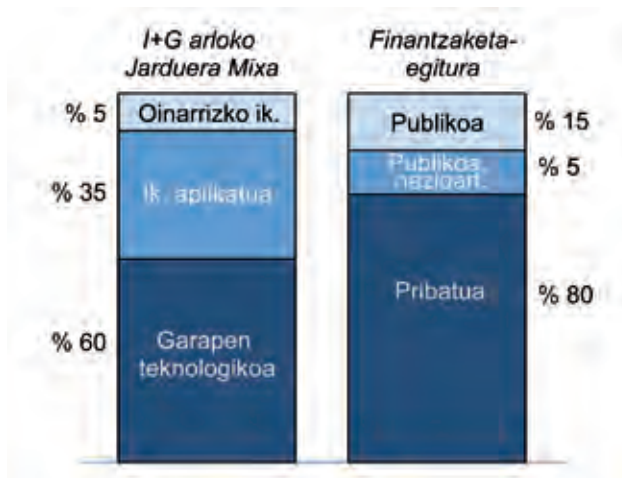 I+G arloko
Jarduera Mixa
% 5
Oinarrizko ik.
% 35
Ik. aplikatua
% 60
Garapen
teknologikoa
Finantzaketa-
egitura
Publikoa
% 15
Publikoa
nazioart.
% 5
Pribatua
% 80